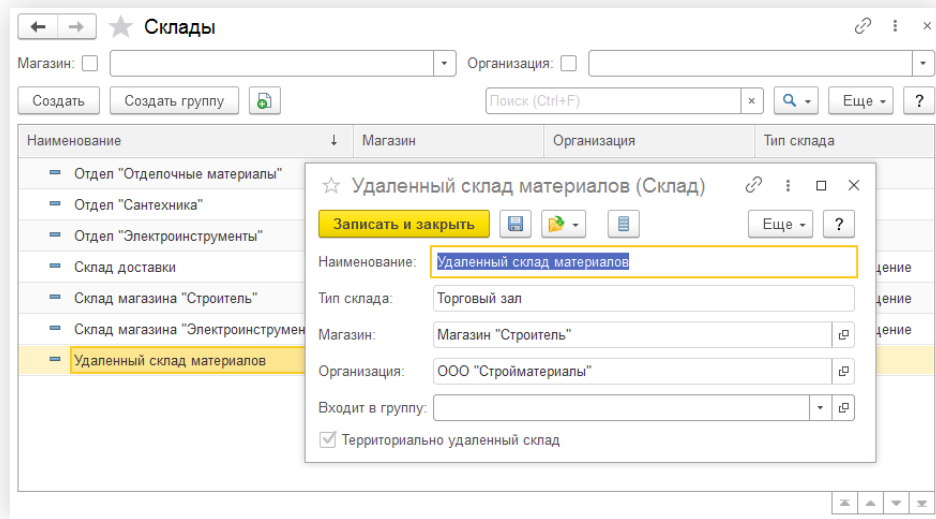 Склады
Магазин:
Организация:
Создать
Создать группу
Поиск (Ctrl+F)
Еще
?
Наименование
Магазин
Организация
Тип склада
Отдел "Отделочные материалы"
Отдел "Сантехника"
Отдел "Электроинструменты"
Склад доставки
щение
Склад магазина "Строитель"
щение
Склад магазина "Электроинструмен
щение
Удаленный склад материалов
Удаленный склад материалов (Склад)
Записать и закрыть
Еще
?
Наименование: Удаленный склад материалов
Тип склада: Торговый зал
Магазин: Магазин "Строитель"
Организация: ООО "Стройматериалы"
Входит в группу:
Территориально удаленный склад